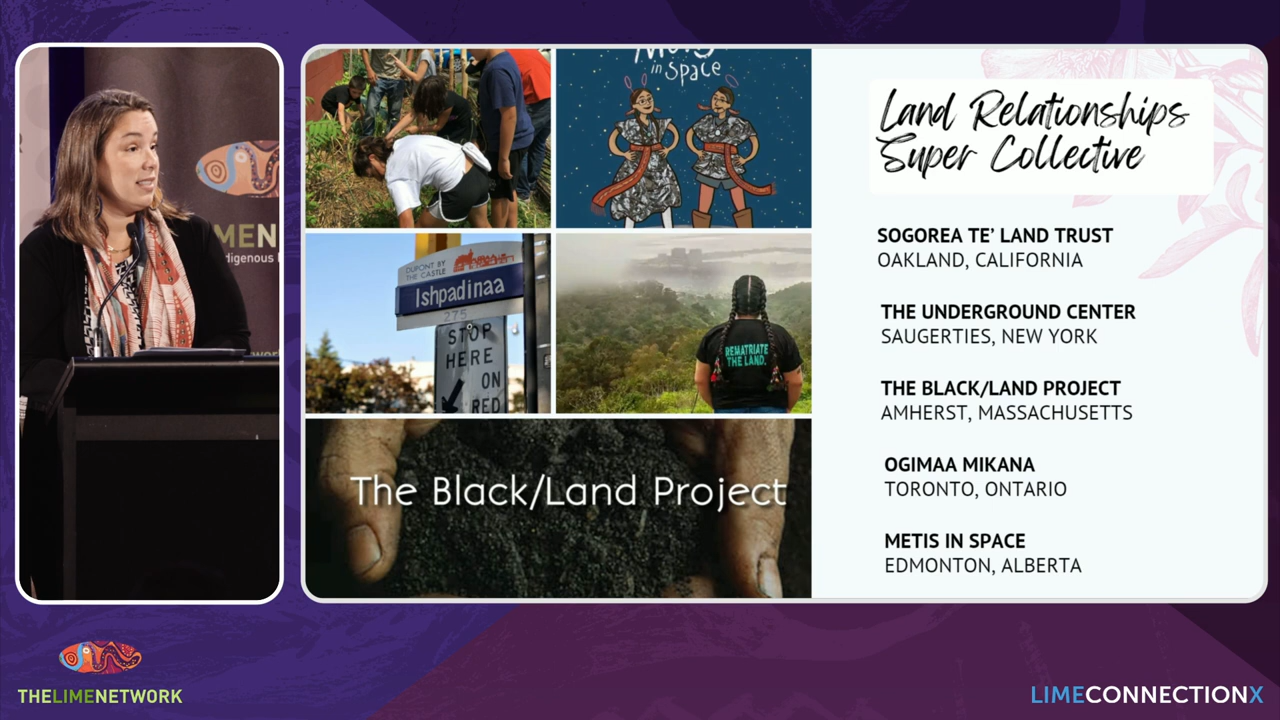 MEN
digenous
Metis
in Space
DUPONT BY
THE CASTLE
Ishpadinaa
275
STOP
HERE
ON
RED
REMATRIATE
THE LAND.
The Black/Land Project
Land Relationships
Super Collective
SOGOREA TE' LAND TRUST
OAKLAND, CALIFORNIA
THE UNDERGROUND CENTER
SAUGERTIES, NEW YORK
THE BLACK/LAND PROJECT
AMHERST, MASSACHUSETTS
OGIMAA MIKANA
TORONTO, ONTARIO
METIS IN SPACE
EDMONTON, ALBERTA
THELIMENETWORK
LIMECONNECTIONX